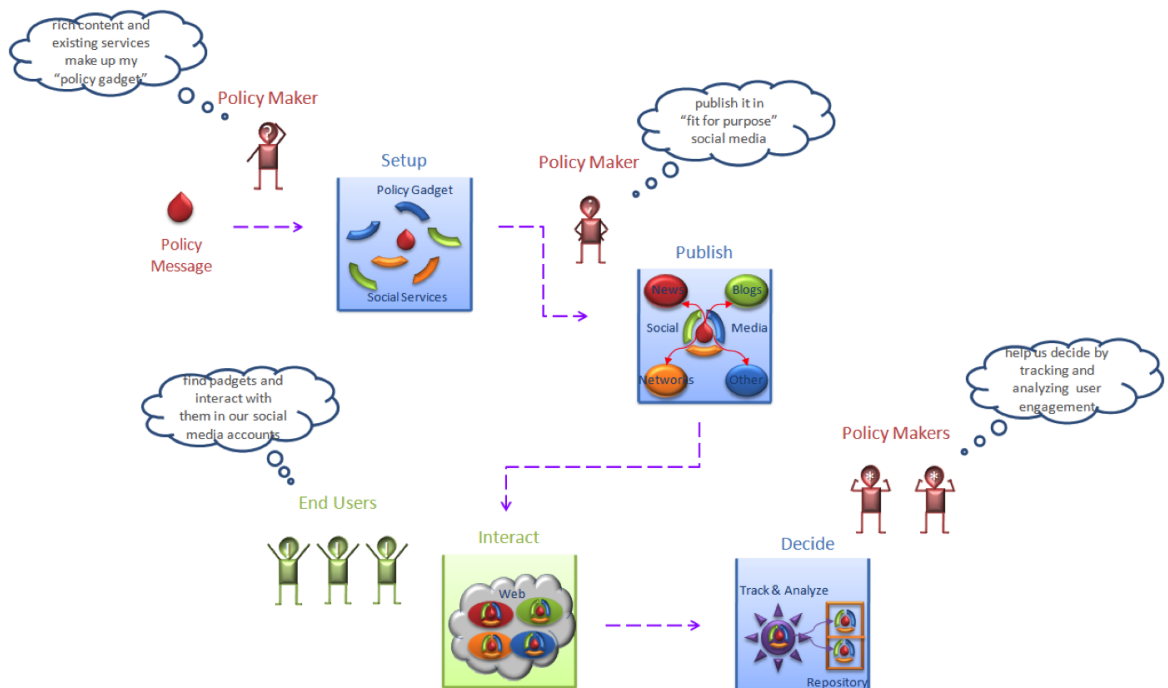 rich content and
existing services
make up my
“policy gadget”
Policy Maker
?
Policy
Message
Setup
Policy Gadget
Social Services
publish it in
“fit for purpose”
social media
Policy Maker
;
Publish
News
Blogs
Social
Media
Networks
Other
find padgets and
interact with
them in our social
media accounts
End Users
! ! !
Interact
Web
help us decide by
tracking and
analyzing user
engagement
Policy Makers
* *
Decide
Track & Analyze
Repository